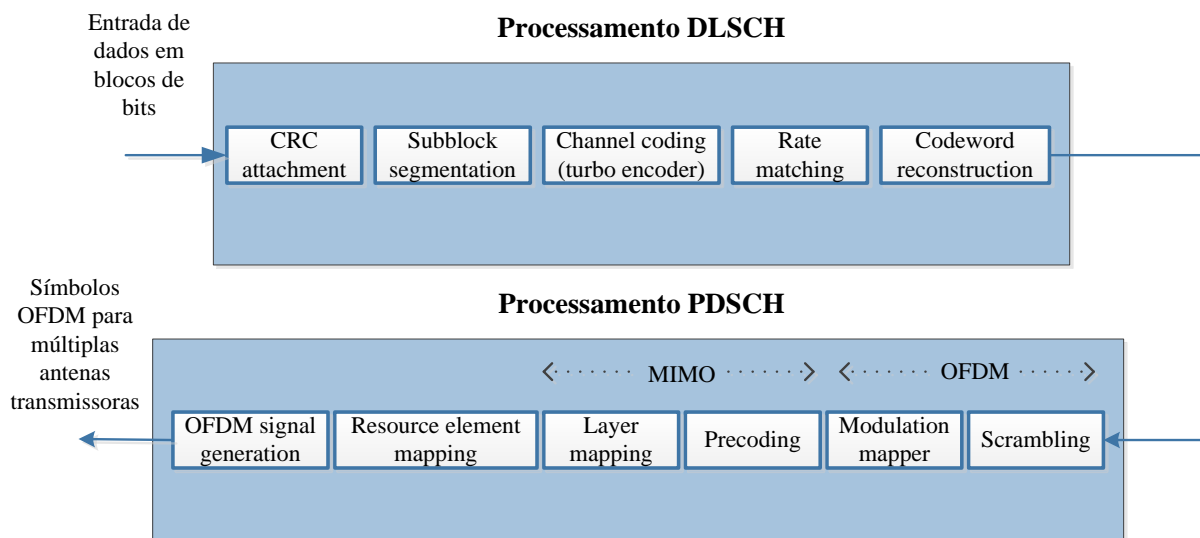 Processamento DLSCH
Entrada de
dados em
blocos de
bits
CRC
attachment
Subblock
segmentation
Channel coding
(turbo encoder)
Rate
matching
Codeword
reconstruction
Processamento PDSCH
Símbolos
OFDM para
múltiplas
antenas
transmissoras
MIMO
OFDM
OFDM signal
generation
Resource element
mapping
Layer
mapping
Precoding
Modulation
mapper
Scrambling